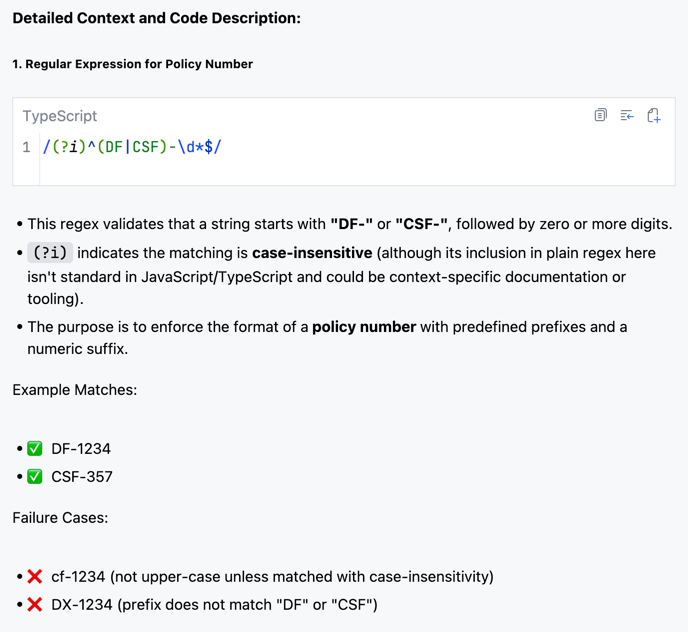 Detailed Context and Code Description:
1. Regular Expression for Policy Number
TypeScript
1 /(?i)^(DF|CSF)-\d*$/
• This regex validates that a string starts with "DF-" or "CSF-", followed by zero or more digits.
• (?i) indicates the matching is case-insensitive (although its inclusion in plain regex here
isn't standard in JavaScript/TypeScript and could be context-specific documentation or
tooling).
• The purpose is to enforce the format of a policy number with predefined prefixes and a
numeric suffix.
Example Matches:
• ✅ DF-1234
• ✅ CSF-357
Failure Cases:
• ❌ cf-1234 (not upper-case unless matched with case-insensitivity)
• ❌ DX-1234 (prefix does not match "DF" or "CSF")